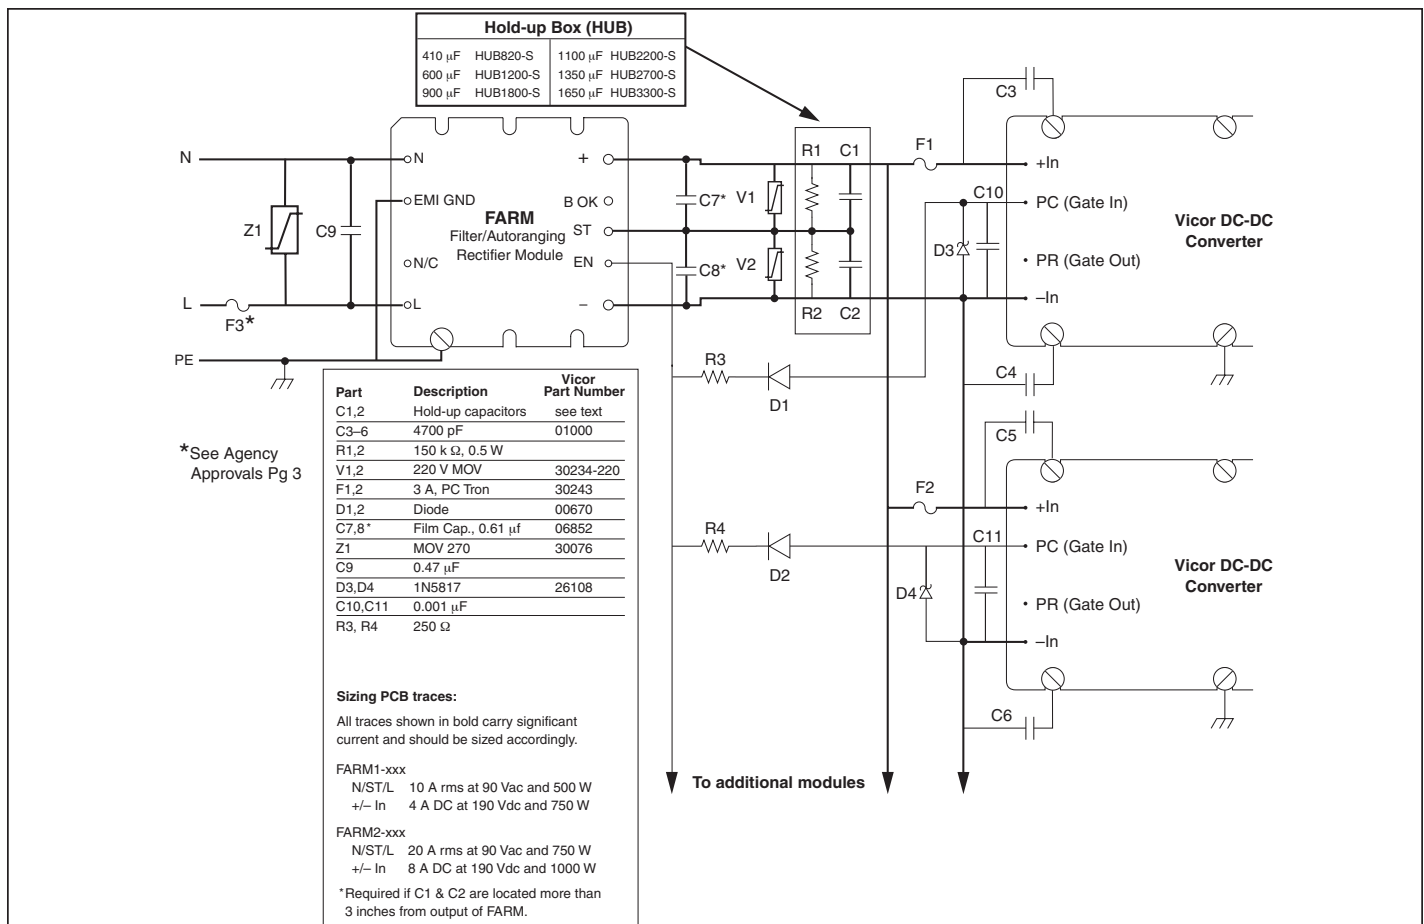 Hold-up Box (HUB)
410 μF HUB820-S 1100 μF HUB2200-S
600 μF HUB1200-S 1350 μF HUB2700-S
900 μF HUB1800-S 1650 μF HUB3300-S
N
Z1
C9
L
F3*
PE
N
EMI GND
N/C
L
FARM
Filter/Autoranging
Rectifier Module
+
B OK
ST
EN
–
C7*
C8*
V1
V2
R1 C1
R2 C2
F1
C3
C10
D3
+In
PC (Gate In)
PR (Gate Out)
–In
Vicor DC-DC
Converter
C4
R3
D1
C5
F2
C11
D4
+In
PC (Gate In)
PR (Gate Out)
–In
Vicor DC-DC
Converter
C6
R4
D2
To additional modules
*See Agency
Approvals Pg 3
Part Description Vicor Part Number
C1,2 Hold-up capacitors see text
C3–6 4700 pF 01000
R1,2 150 k Ω, 0.5 W
V1,2 220 V MOV 30234-220
F1,2 3 A, PC Tron 30243
D1,2 Diode 00670
C7,8* Film Cap., 0.61 μf 06852
Z1 MOV 270 30076
C9 0.47 μF
D3,D4 1N5817 26108
C10,C11 0.001 μF
R3, R4 250 Ω
Sizing PCB traces:
All traces shown in bold carry significant
current and should be sized accordingly.
FARM1-xxx
N/ST/L 10 A rms at 90 Vac and 500 W
+/– In 4 A DC at 190 Vdc and 750 W
FARM2-xxx
N/ST/L 20 A rms at 90 Vac and 750 W
+/– In 8 A DC at 190 Vdc and 1000 W
*Required if C1 & C2 are located more than
3 inches from output of FARM.